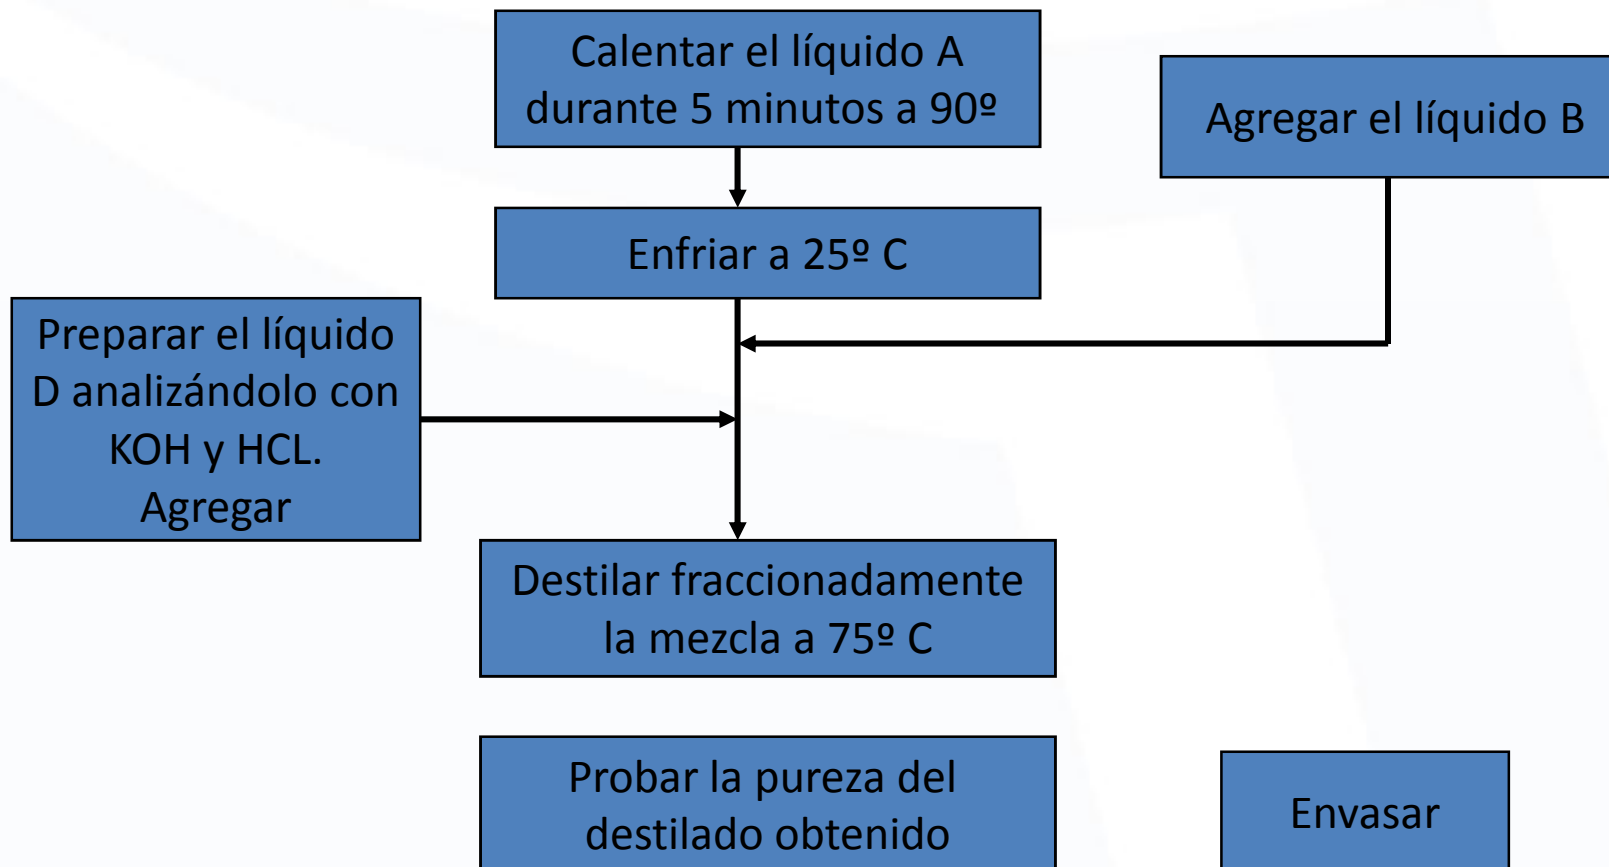 Calentar el líquido A
durante 5 minutos a 90º
Agregar el líquido B
Enfriar a 25º C
Preparar el líquido
D analizándolo con
KOH y HCL.
Agregar
Destilar fraccionadamente
la mezcla a 75º C
Probar la pureza del
destilado obtenido
Envasar